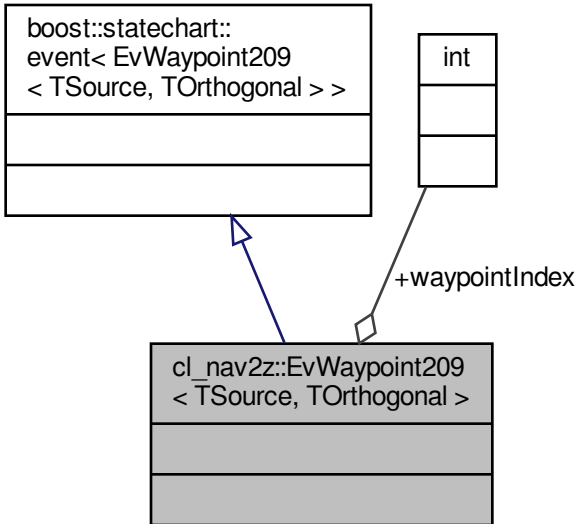 boost::statechart::
event< EvWaypoint209
< TSource, TOrthogonal > >
int
+waypointIndex
cl_nav2z::EvWaypoint209
< TSource, TOrthogonal >